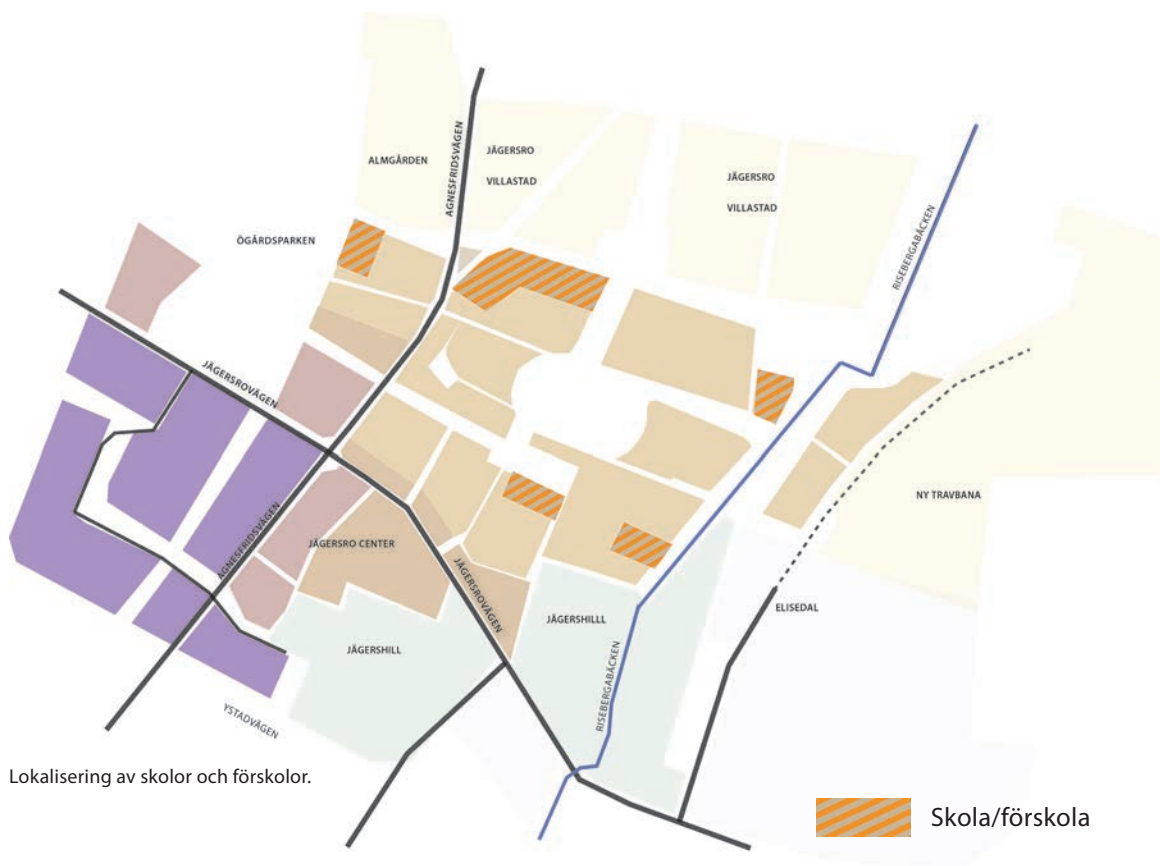 ALMGÅRDEN
AGNESFRIDSVÄGEN
JÄGERSRO
VILLASTAD
JÄGERSRO
VILLASTAD
RISEBERGABÄCKEN
ÖGÅRDSPARKEN
JÄGERSROVÄGEN
NY TRAVBANA
AGNESFRIDSVÄGEN
JÄGERSRO CENTER
JÄGERSROVÄGEN
JÄGERSHILLL
ELISEDAL
JÄGERSHILL
RISEBERGABÄCKEN
YSTADVÄGEN
Lokalisering av skolor och förskolor.
Skola/förskola